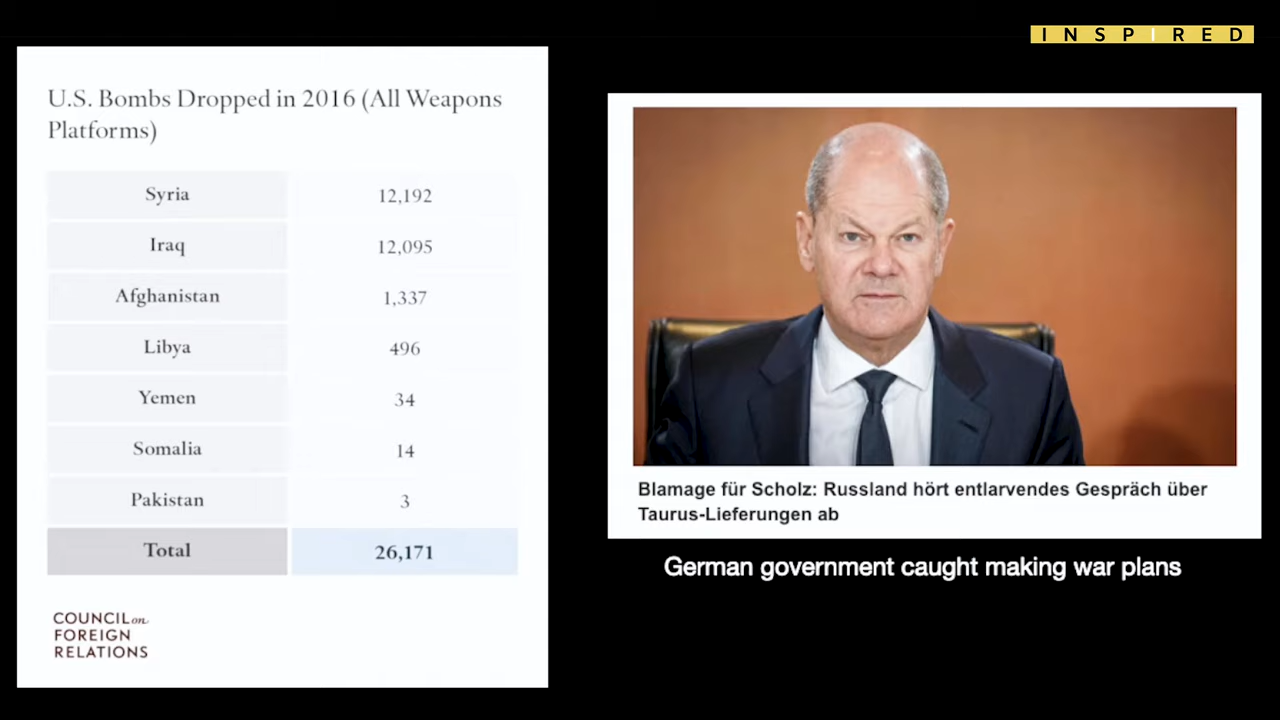 INSPIRED
U.S. Bombs Dropped in 2016 (All Weapons
Platforms)
Syria 12,192
Iraq 12,095
Afghanistan 1,337
Libya 496
Yemen 34
Somalia 14
Pakistan 3
Total 26,171
COUNCIL on
FOREIGN
RELATIONS
Blamage für Scholz: Russland hört entlarvendes Gespräch über
Taurus-Lieferungen ab
German government caught making war plans